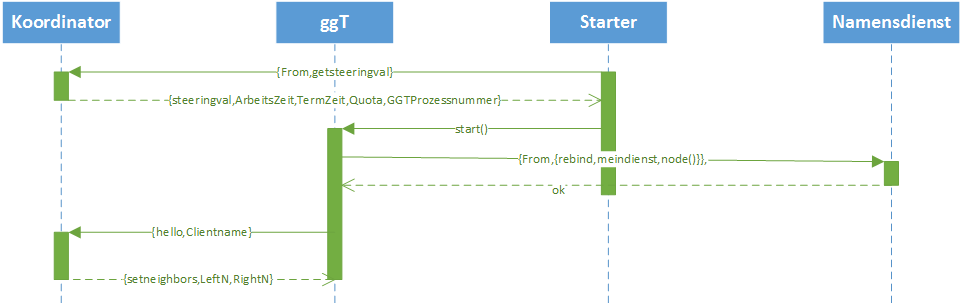 Koordinator
ggT
Starter
Namensdienst
{From,getsteeringval}
{steeringval,ArbeitsZeit,TermZeit,Quota,GGTProzessnummer}
start()
{From,{rebind,meindienst,node()}},
ok
{hello,Clientname}
{setneighbors,LeftN,RightN}